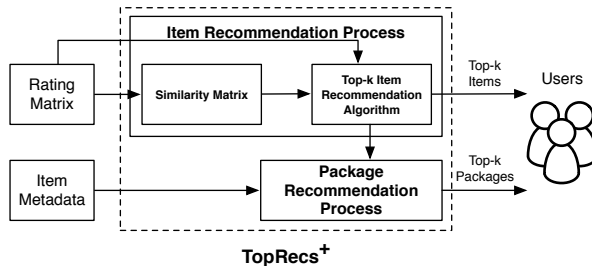 Item Recommendation Process
Rating
Matrix
Similarity Matrix
Top-k Item
Recommendation
Algorithm
Top-k
Items
Users
Item
Metadata
Package
Recommendation
Process
Top-k
Packages
TopRecs+